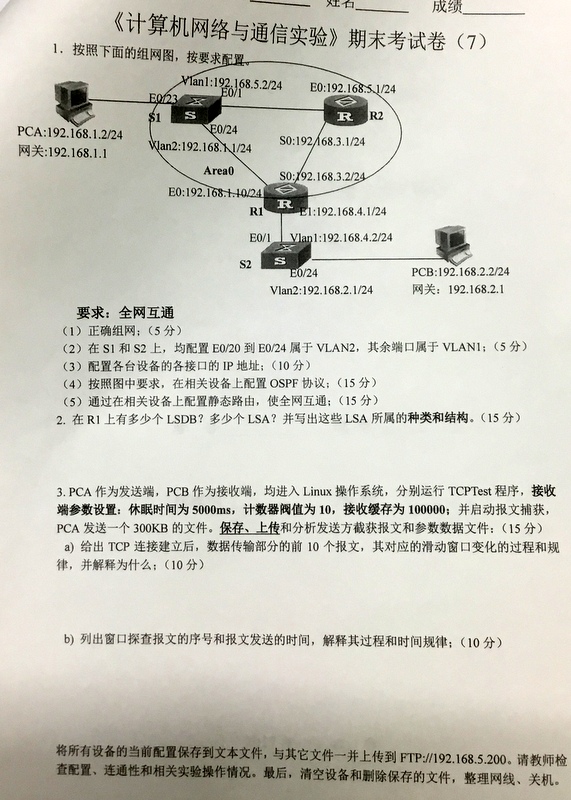 姓名
成绩
《计算机网络与通信实验》期末考试卷（7）
1．按照下面的组网图，按要求配置。
Vlan1:192.168.5.2/24
E0:192.168.5.1/24
E0/23
E0/1
S
S1
R
R2
PCA:192.168.1.2/24
E0/24
S0:192.168.3.1/24
网关:192.168.1.1
Vlan2:192.168.1.1/24
Area0
S0:192.168.3.2/24
E0:192.168.1.10/24
R
R1
E1:192.168.4.1/24
E0/1
Vlan1:192.168.4.2/24
S
S2
E0/24
PCB:192.168.2.2/24
Vlan2:192.168.2.1/24
网关：192.168.2.1
要求：全网互通
（1）正确组网；（5 分）
（2）在 S1 和 S2 上，均配置 E0/20 到 E0/24 属于 VLAN2，其余端口属于 VLAN1；（5 分）
（3）配置各台设备的各接口的 IP 地址；（10 分）
（4）按照图中要求，在相关设备上配置 OSPF 协议；（15 分）
（5）通过在相关设备上配置静态路由，使全网互通；（15 分）
2．在 R1 上有多少个 LSDB？多少个 LSA？并写出这些 LSA 所属的种类和结构。（15 分）
3. PCA 作为发送端，PCB 作为接收端，均进入 Linux 操作系统，分别运行 TCPTest 程序，接收
端参数设置：休眠时间为 5000ms，计数器阀值为 10，接收缓存为 100000；并启动报文捕获，
PCA 发送一个 300KB 的文件。保存、上传和分析发送方截获报文和参数数据文件：（15 分）
a) 给出 TCP 连接建立后，数据传输部分的前 10 个报文，其对应的滑动窗口变化的过程和规
律，并解释为什么；（10 分）
b) 列出窗口探查报文的序号和报文发送的时间，解释其过程和时间规律；（10 分）
将所有设备的当前配置保存到文本文件，与其它文件一并上传到 FTP://192.168.5.200。请教师检
查配置、连通性和相关实验操作情况。最后，清空设备和删除保存的文件，整理网线、关机。